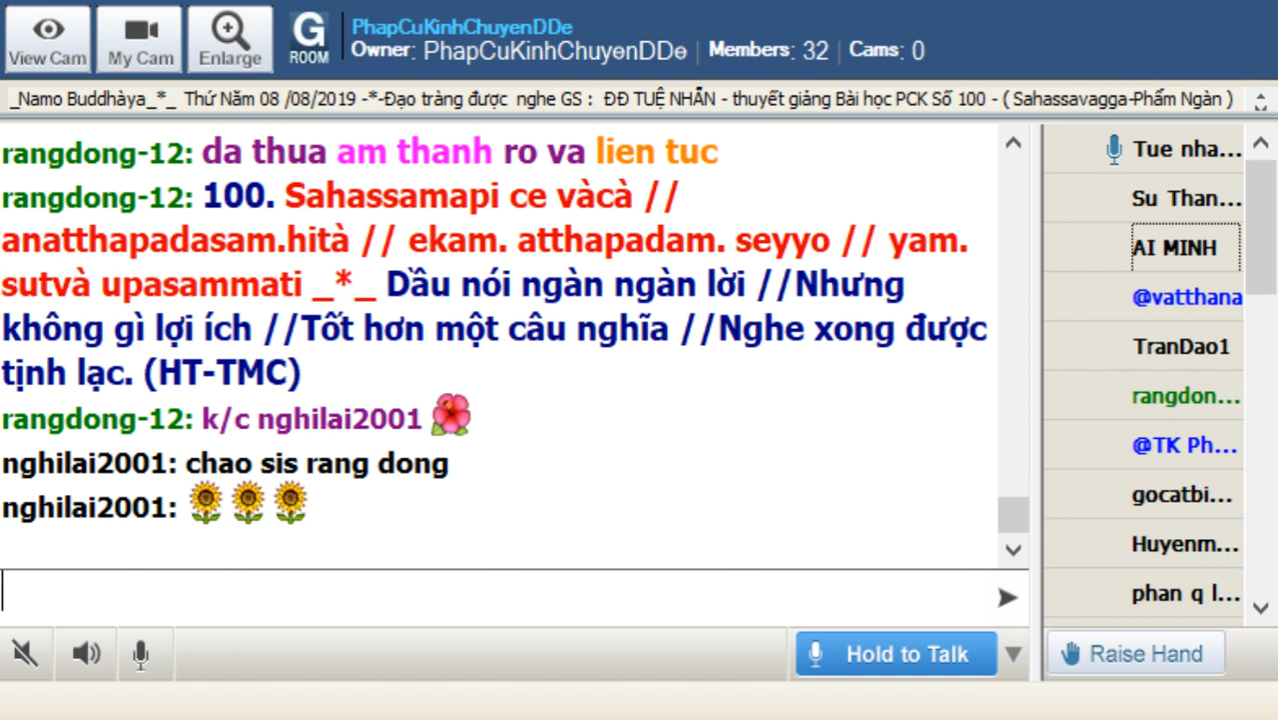 View Cam
My Cam
Enlarge
G
ROOM
PhapCuKinhChuyenDDe
Owner: PhapCuKinhChuyenDDe | Members: 32 | Cams: 0
_Namo Buddhàya_*_ Thứ Năm 08 /08/2019 -*-Đạo tràng được nghe GS : ĐĐ TUỆ NHẪN - thuyết giảng Bài học PCK Số 100 - ( Sahassavagga-Phẩm Ngàn )
rangdong-12: da thua am thanh ro va lien tuc
rangdong-12: 100. Sahassamapi ce vàcà //
anatthapadasam.hità // ekam. atthapadam. seyyo // yam.
sutvà upasammati _*_ Dầu nói ngàn ngàn lời //Nhưng
không gì lợi ích //Tốt hơn một câu nghĩa //Nghe xong được
tịnh lạc. (HT-TMC)
rangdong-12: k/c nghilai2001
nghilai2001: chao sis rang dong
nghilai2001:
Tue nha...
Su Than...
AI MINH
@vatthana
TranDao1
rangdon...
@TK Ph...
gocatbi...
Huyenm...
phan q l...
Hold to Talk
Raise Hand